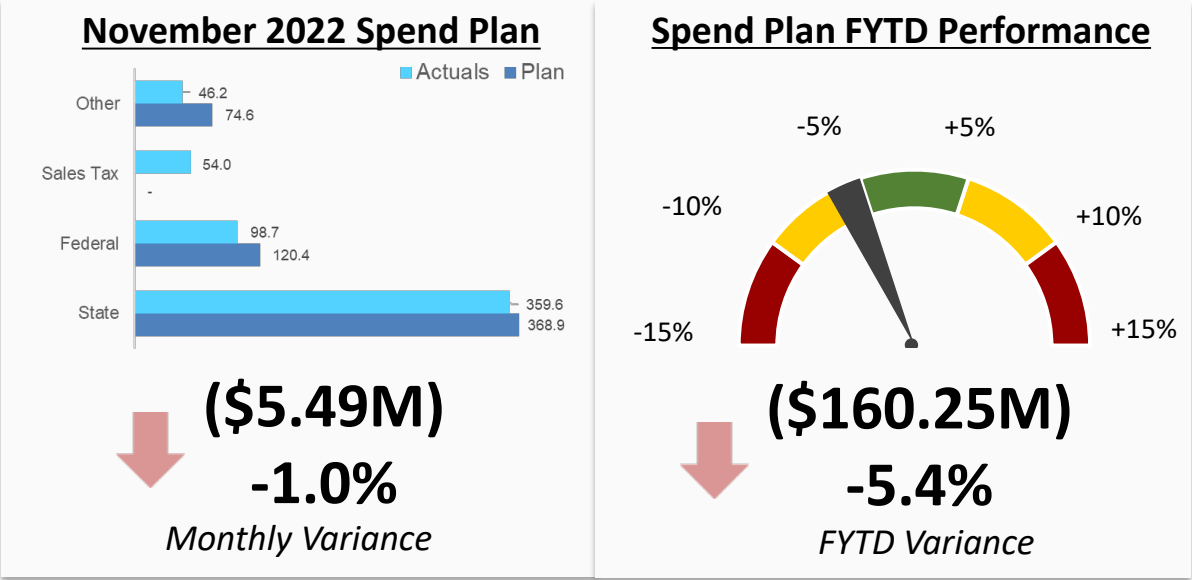 November 2022 Spend Plan
Actuals Plan
Other 46.2
74.6
Sales Tax 54.0
-
Federal 98.7
120.4
State 359.6
368.9
($5.49M)
-1.0%
Monthly Variance
Spend Plan FYTD Performance
-5% +5%
-10% +10%
-15% +15%
($160.25M)
-5.4%
FYTD Variance